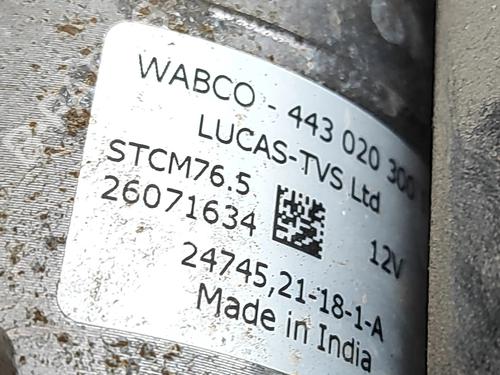 WABCO - 443 020 300
LUCAS-TVS Ltd
STCM76.5
26071634
12V
24745,21-18-1-A
Made in India